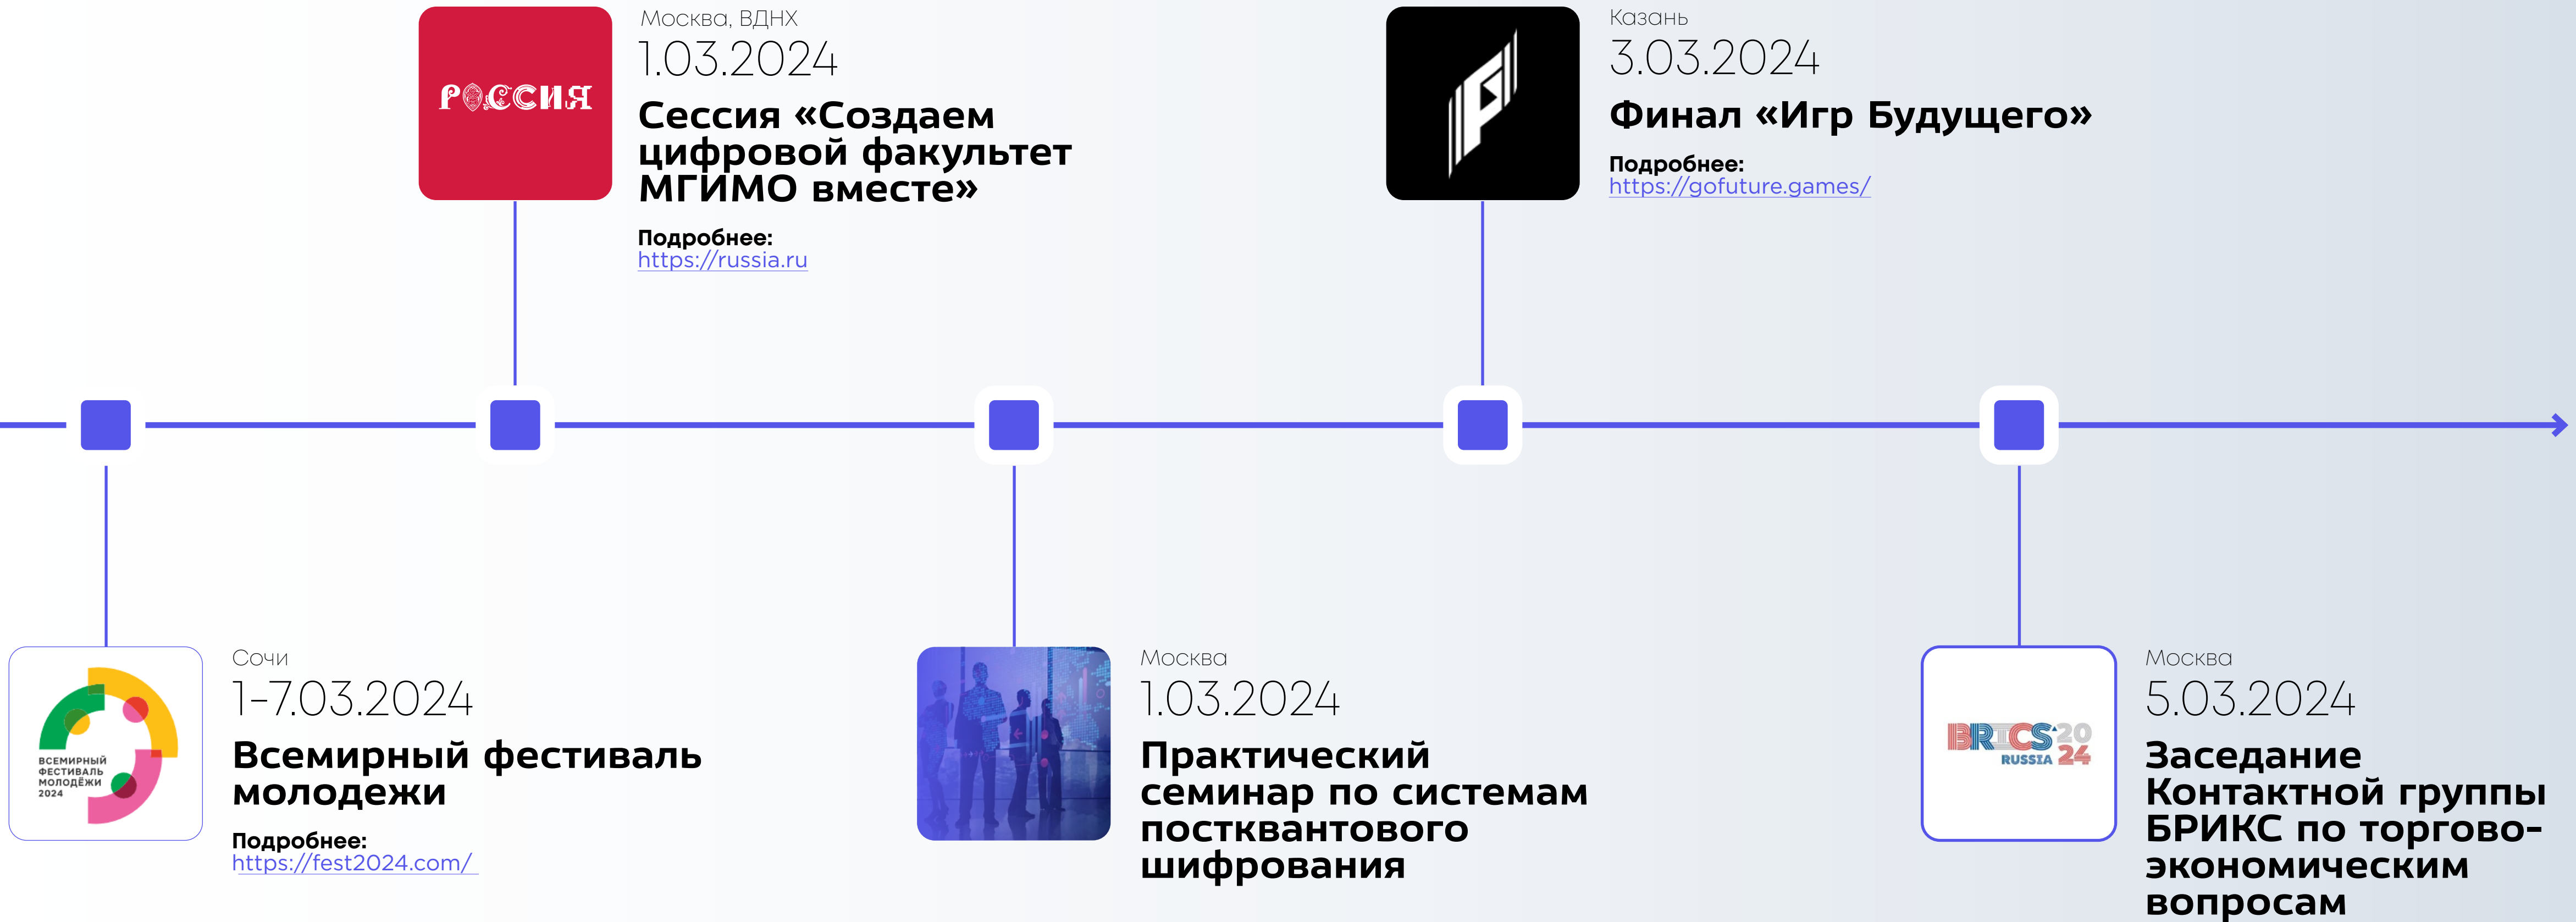 РОССИЯ
Москва, ВДНХ
1.03.2024
Сессия «Создаем
цифровой факультет
МГИМО вместе»
Подробнее:
https://russia.ru
Казань
3.03.2024
Финал «Игр Будущего»
Подробнее:
https://gofuture.games/
ВСЕМИРНЫЙ
ФЕСТИВАЛЬ
МОЛОДЁЖИ
2024
Сочи
1-7.03.2024
Всемирный фестиваль
молодежи
Подробнее:
https://fest2024.com/
Москва
1.03.2024
Практический
семинар по системам
постквантового
шифрования
BRICS 20
RUSSIA 24
Москва
5.03.2024
Заседание
Контактной группы
БРИКС по торгово-
экономическим
вопросам